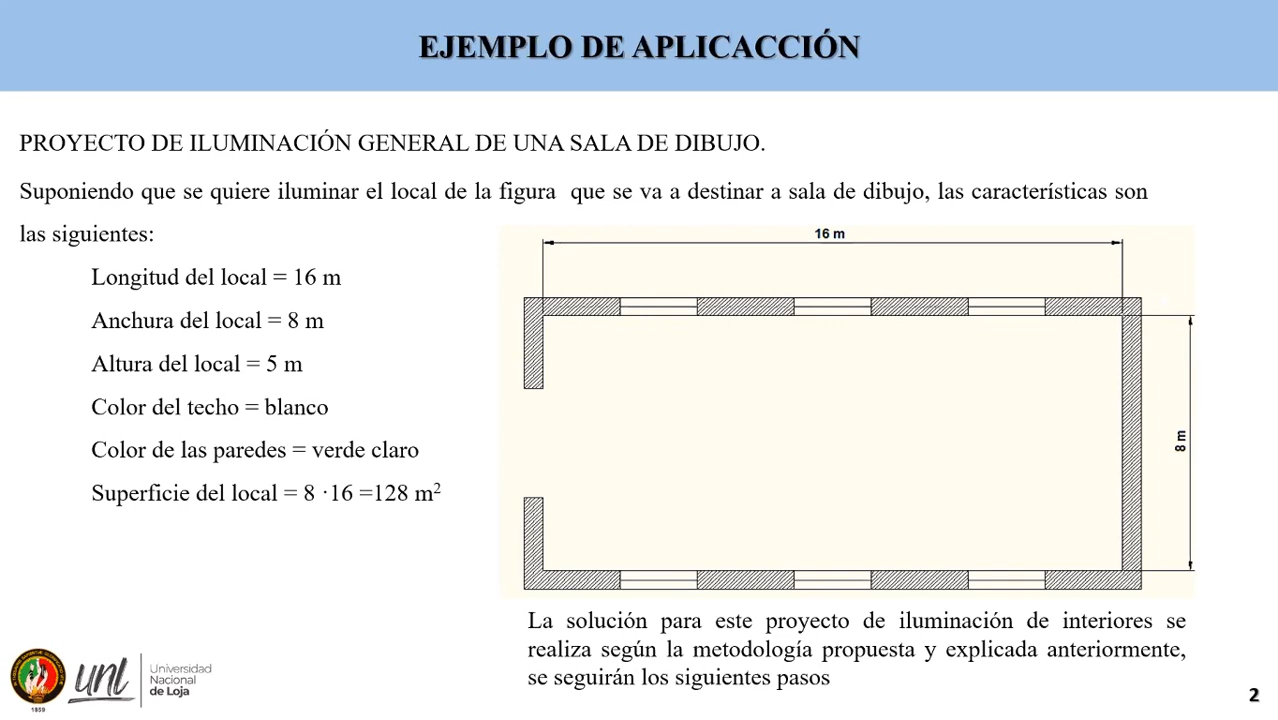 EJEMPLO DE APLICACCIÓN
PROYECTO DE ILUMINACIÓN GENERAL DE UNA SALA DE DIBUJO.
Suponiendo que se quiere iluminar el local de la figura que se va a destinar a sala de dibujo, las características son
las siguientes:
Longitud del local = 16 m
Anchura del local = 8 m
Altura del local = 5 m
Color del techo = blanco
Color de las paredes = verde claro
Superficie del local = 8 ·16 =128 m²
16 m
8 m
La solución para este proyecto de iluminación de interiores se
realiza según la metodología propuesta y explicada anteriormente,
se seguirán los siguientes pasos
1859
unl
Universidad
Nacional
de Loja
2